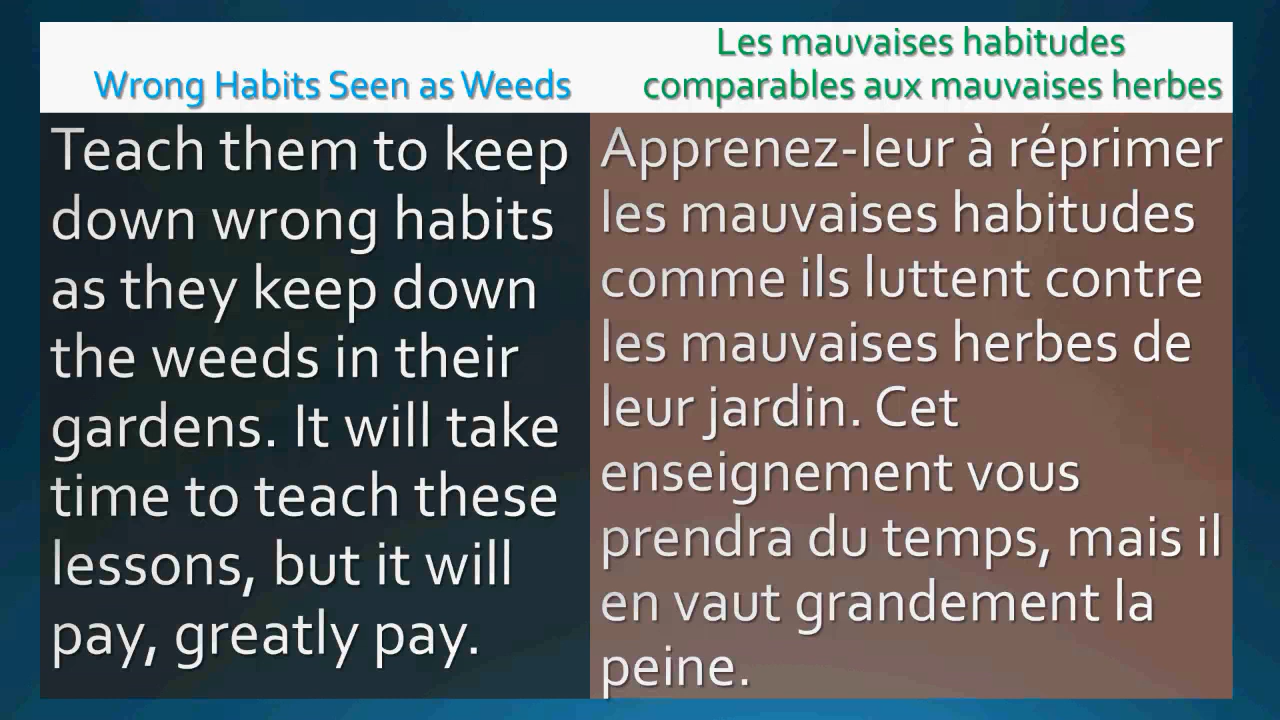 Wrong Habits Seen as Weeds
Les mauvaises habitudes
comparables aux mauvaises herbes
Teach them to keep
down wrong habits
as they keep down
the weeds in their
gardens. It will take
time to teach these
lessons, but it will
pay, greatly pay.
Apprenez-leur à réprimer
les mauvaises habitudes
comme ils luttent contre
les mauvaises herbes de
leur jardin. Cet
enseignement vous
prendra du temps, mais il
en vaut grandement la
peine.